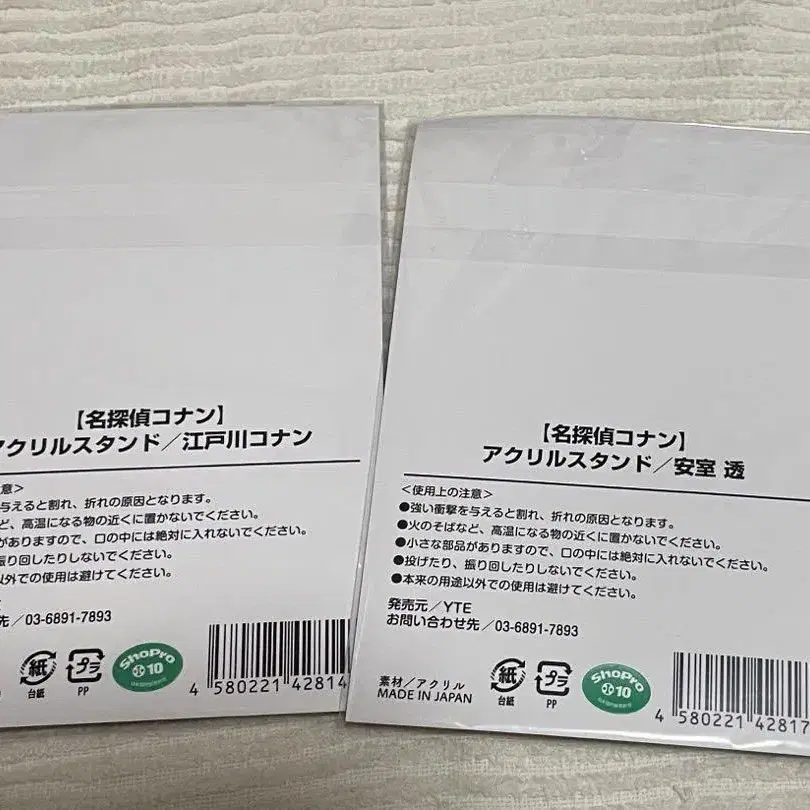 【名探偵コナン】
アクリルスタンド／江戸川コナン
意＞
与えると割れ、折れの原因となります。
など、高温になる物の近くに置かないでください。
がありますので、口の中には絶対に入れないでください。
振り回したりしないでください。
以外での使用は避けてください。
先／03-6891-7893
紙
台紙
プラ
PP
ShoPro
10
4 580221 42814
【名探偵コナン】
アクリルスタンド／安室 透
＜使用上の注意＞
●強い衝撃を与えると割れ、折れの原因となります。
●火のそばなど、高温になる物の近くに置かないでください。
●小さな部品がありますので、口の中には絶対に入れないでください。
●投げたり、振り回したりしないでください。
●本来の用途以外での使用は避けてください。
発売元／YTE
お問い合わせ先／03-6891-7893
素材／アクリル
MADE IN JAPAN
紙
台紙
プラ
PP
ShoPro
10
4 580221 42817